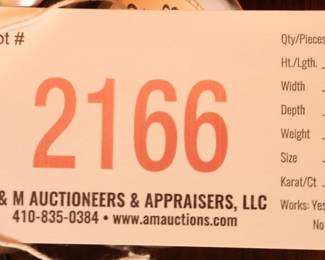 ot #
2166
& M AUCTIONEERS & APPRAISERS, LLC
410-835-0384 • www.amauctions.com
Qty/Pieces
Ht./Lgth.
Width
Depth
Weight
Size
Karat/Ct
Works: Yes
No